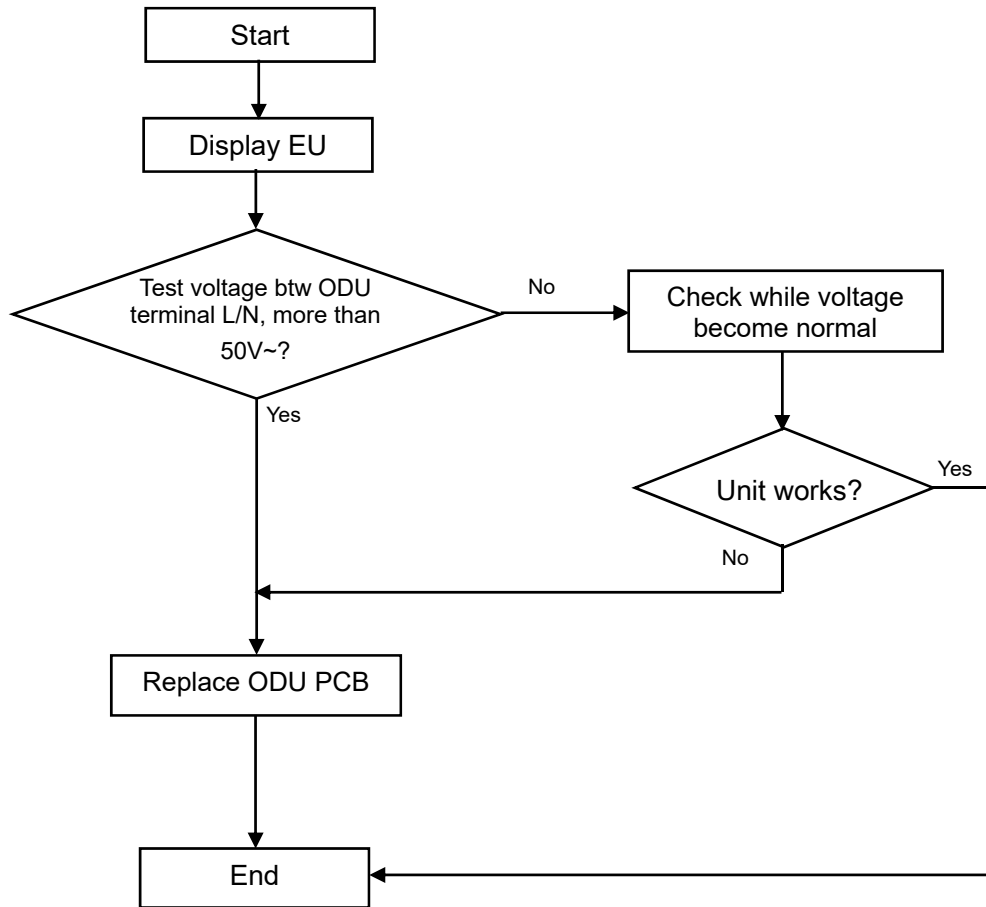 Start
Display EU
Test voltage btw ODU
terminal L/N, more than
50V~?
No
Check while voltage
become normal
Yes
Unit works?
Yes
No
Replace ODU PCB
End